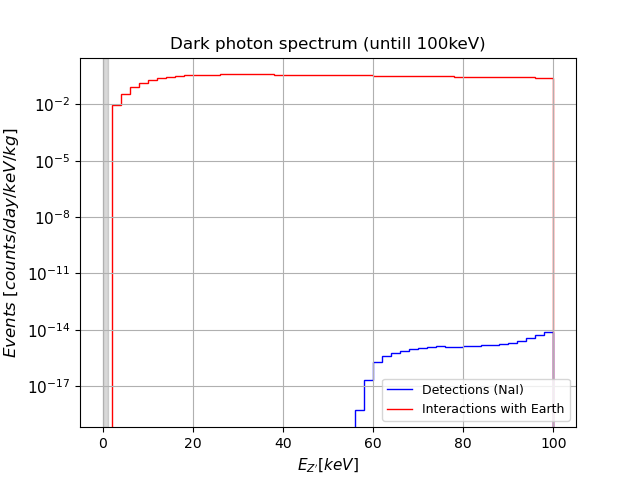 Dark photon spectrum (untill 100keV)
Events [counts/day/keV/kg]
10⁻²
10⁻⁵
10⁻⁸
10⁻¹¹
10⁻¹⁴
10⁻¹⁷
Detections (NaI)
Interactions with Earth
0 20 40 60 80 100
E_{Z'}[keV]